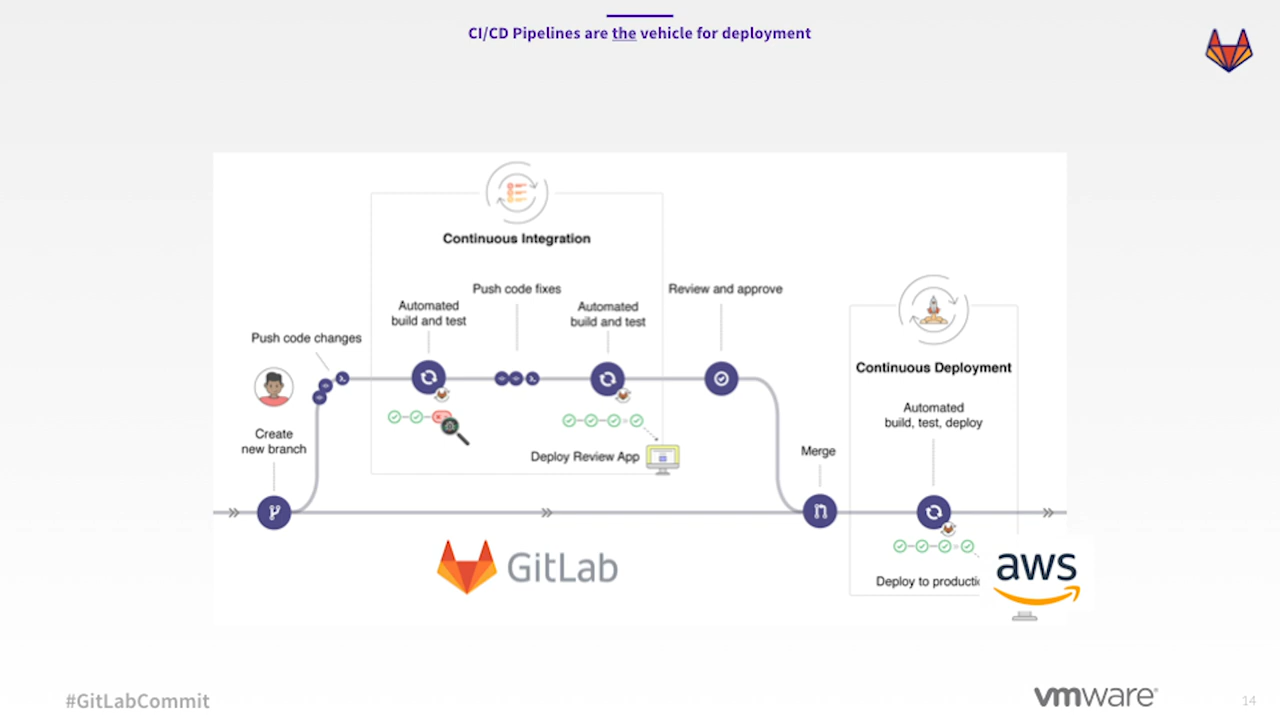 CI/CD Pipelines are the vehicle for deployment
Continuous Integration
Push code fixes
Review and approve
Automated
build and test
Automated
build and test
Push code changes
Continuous Deployment
Automated
build, test, deploy
Create
new branch
Deploy Review App
Merge
GitLab
aws
Deploy to productio
#GitLabCommit
vmware®
14